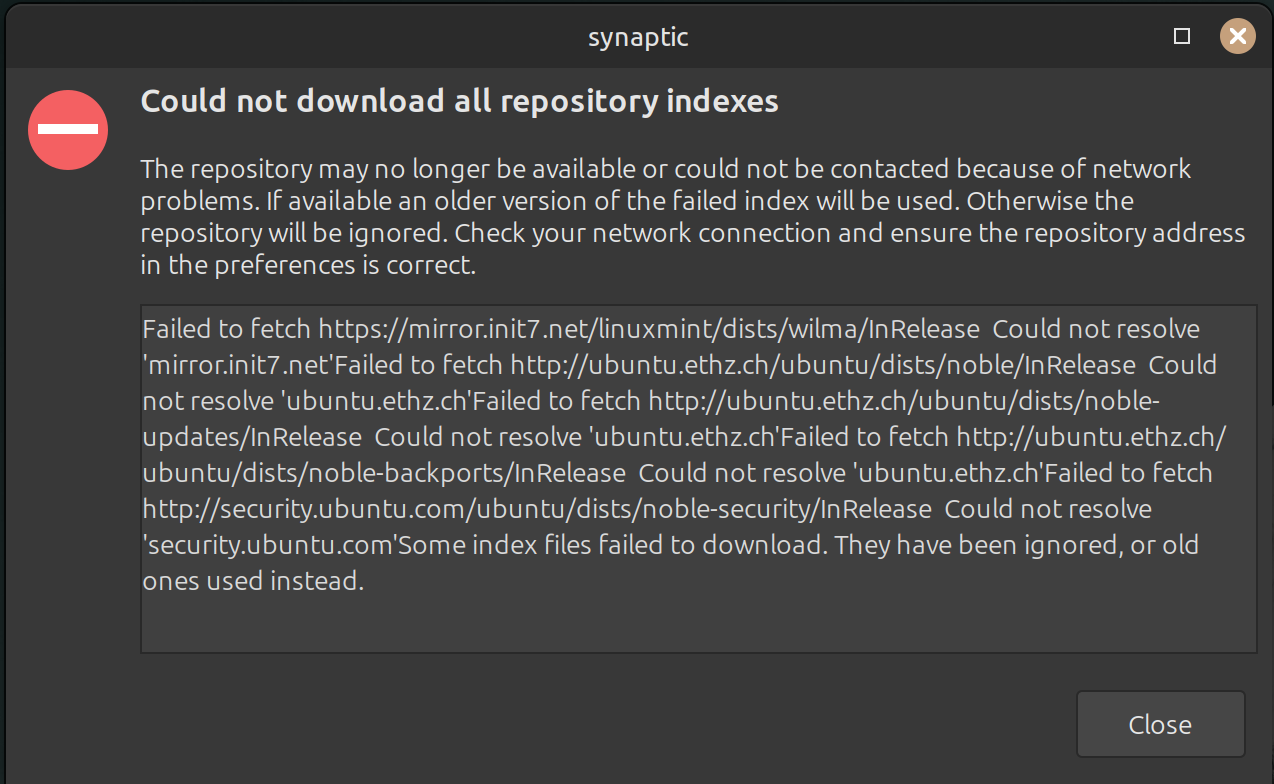 synaptic
Could not download all repository indexes
The repository may no longer be available or could not be contacted because of network
problems. If available an older version of the failed index will be used. Otherwise the
repository will be ignored. Check your network connection and ensure the repository address
in the preferences is correct.
Failed to fetch https://mirror.init7.net/linuxmint/dists/wilma/InRelease  Could not resolve
'mirror.init7.net'Failed to fetch http://ubuntu.ethz.ch/ubuntu/dists/noble/InRelease  Could
not resolve 'ubuntu.ethz.ch'Failed to fetch http://ubuntu.ethz.ch/ubuntu/dists/noble-
updates/InRelease  Could not resolve 'ubuntu.ethz.ch'Failed to fetch http://ubuntu.ethz.ch/
ubuntu/dists/noble-backports/InRelease  Could not resolve 'ubuntu.ethz.ch'Failed to fetch
http://security.ubuntu.com/ubuntu/dists/noble-security/InRelease  Could not resolve
'security.ubuntu.com'Some index files failed to download. They have been ignored, or old
ones used instead.
Close